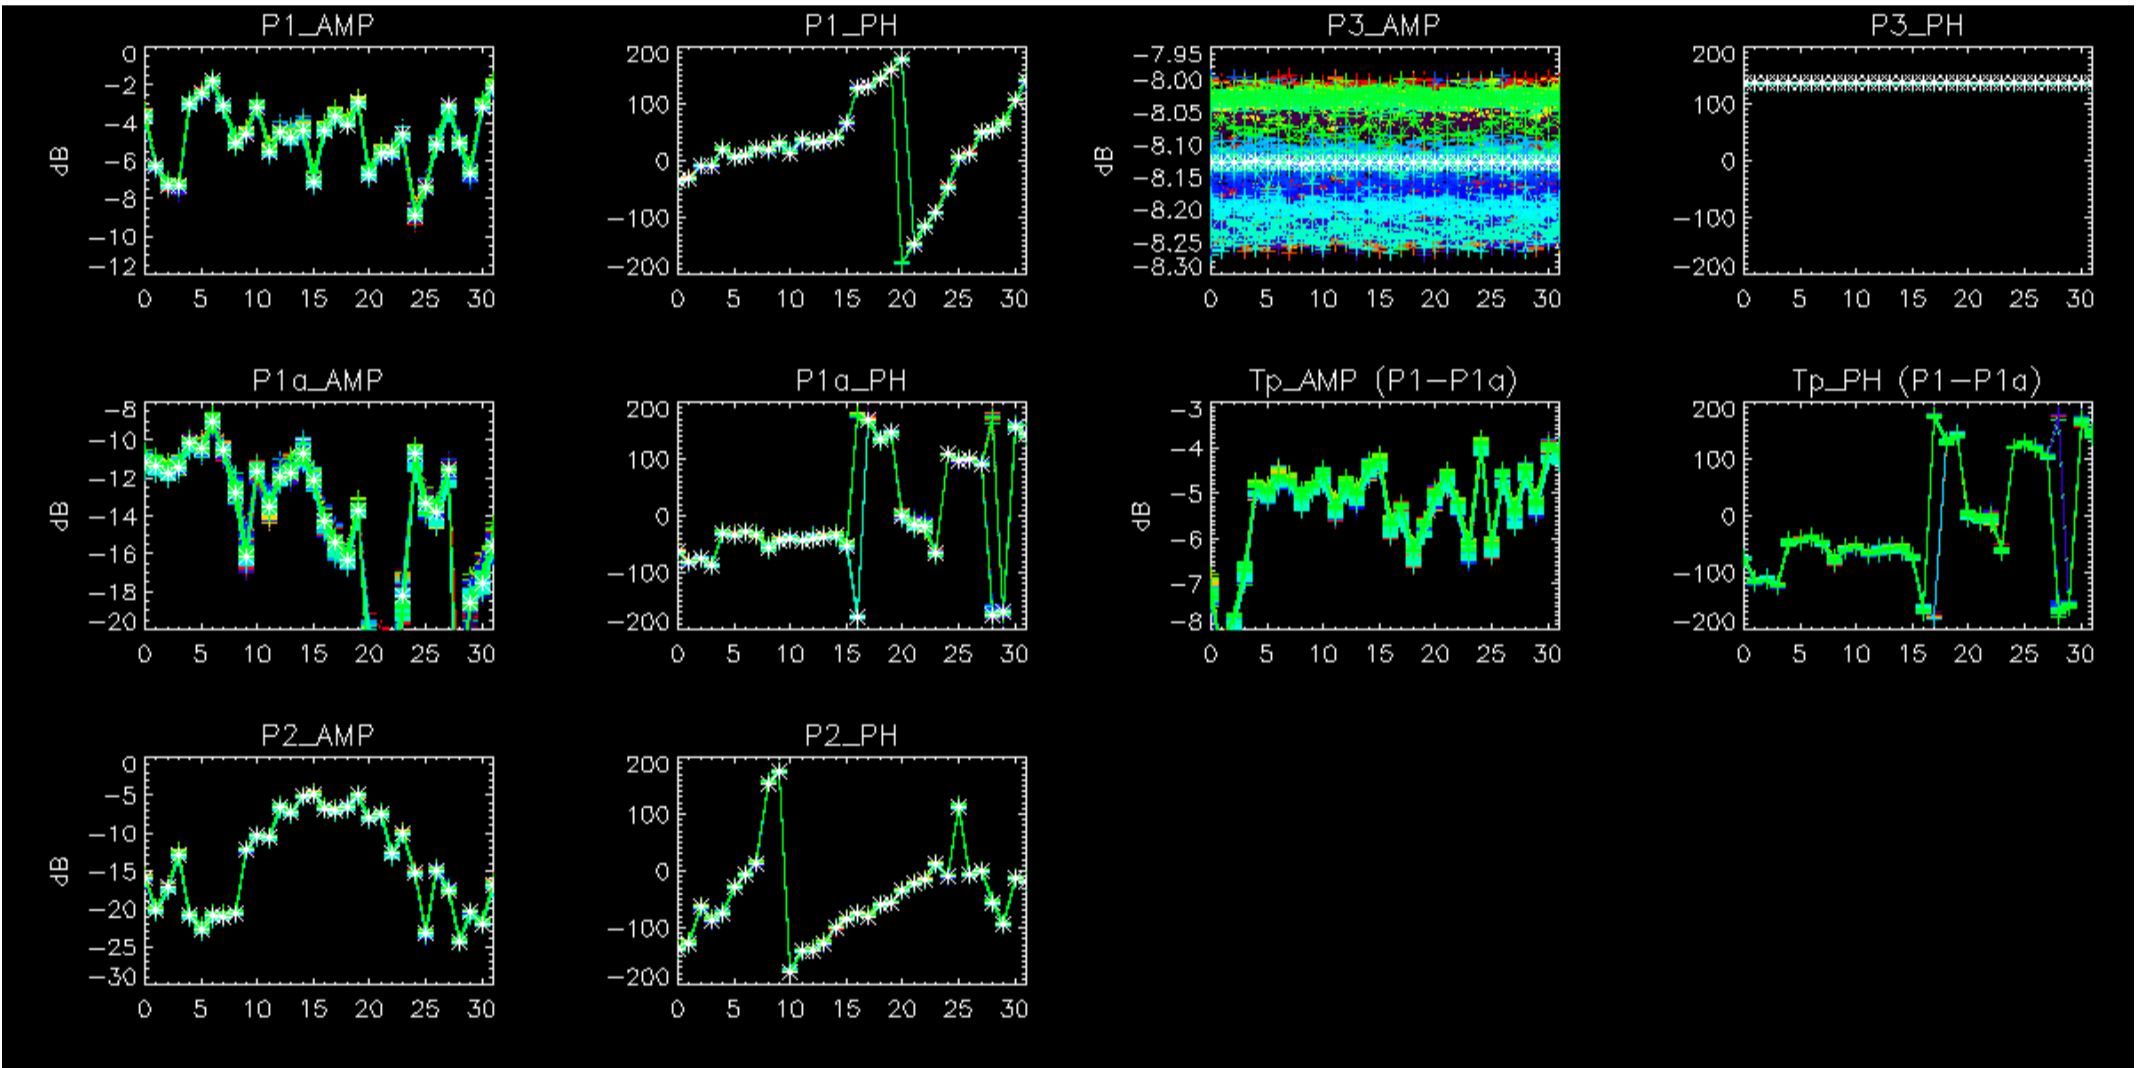 P1_AMP P1_PH P3_AMP P3_PH
0 200 -7.95 200
-2 100 -8.00 100
-4 0 -8.05 0
-6 -100 -8.10 -100
-8 -200 -8.15 -200
-10 -8.20
-12 -8.25
-8.30
dB dB
0 5 10 15 20 25 30 0 5 10 15 20 25 30 0 5 10 15 20 25 30 0 5 10 15 20 25 30
P1a_AMP P1a_PH Tp_AMP (P1-P1a) Tp_PH (P1-P1a)
-8 200 -3 200
-10 100 -4 100
-12 0 -5 0
-14 -100 -6 -100
-16 -200 -7 -200
-18 -8
-20
dB dB
0 5 10 15 20 25 30 0 5 10 15 20 25 30 0 5 10 15 20 25 30 0 5 10 15 20 25 30
P2_AMP P2_PH
0 200
-5 100
-10 0
-15 -100
-20 -200
-25
-30
dB
0 5 10 15 20 25 30 0 5 10 15 20 25 30